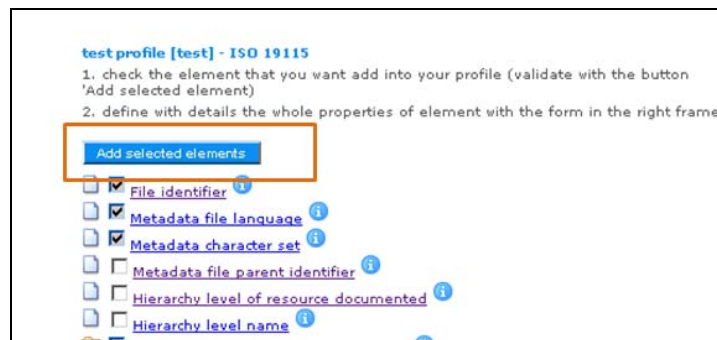 test profile [test] - ISO 19115
1. check the element that you want add into your profile (validate with the button
'Add selected element)
2. define with details the whole properties of element with the form in the right frame
Add selected elements
File identifier
Metadata file language
Metadata character set
Metadata file parent identifier
Hierarchy level of resource documented
Hierarchy level name